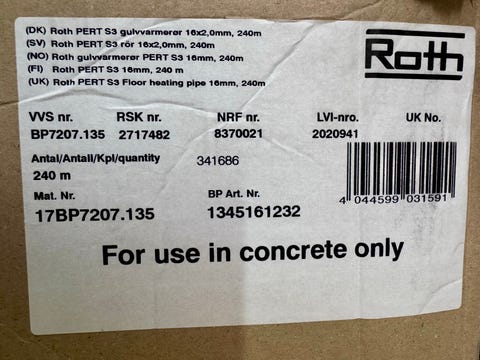 (DK) Roth PERT S3 gulvvarmerør 16x2,0mm, 240m
(SV) Roth PERT S3 rör 16x2,0mm, 240m
(NO) Roth gulvvarmerør PERT S3 16mm, 240m
(FI) Roth PERT S3 16mm, 240 m
(UK) Roth PERT S3 Floor heating pipe 16mm, 240m
Roth
VVS nr. RSK nr. NRF nr. LVI-nro. UK No.
BP7207.135 2717482 8370021 2020941
Antal/Antall/Kpl/quantity 341686
240 m
Mat. Nr. BP Art. Nr.
17BP7207.135 1345161232
4 044599 031591
For use in concrete only